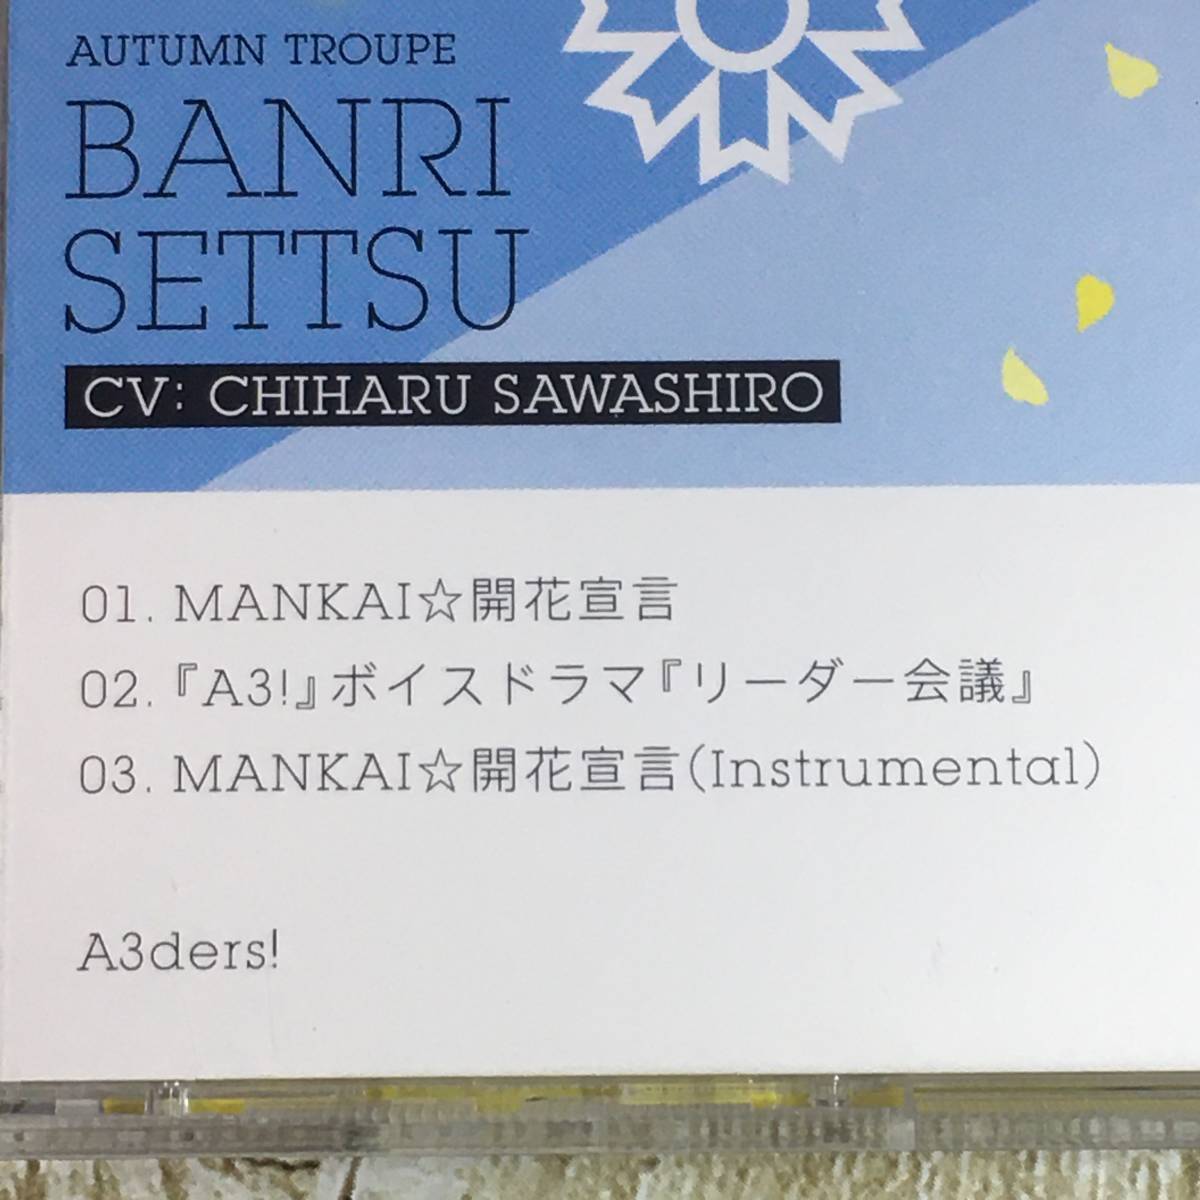 AUTUMN TROUPE
BANRI
SETTSU
CV: CHIHARU SAWASHIRO
01. MANKAI☆開花宣言
02.『A3!』ボイスドラマ『リーダー会議』
03. MANKAI☆開花宣言(Instrumental)
A3ders!